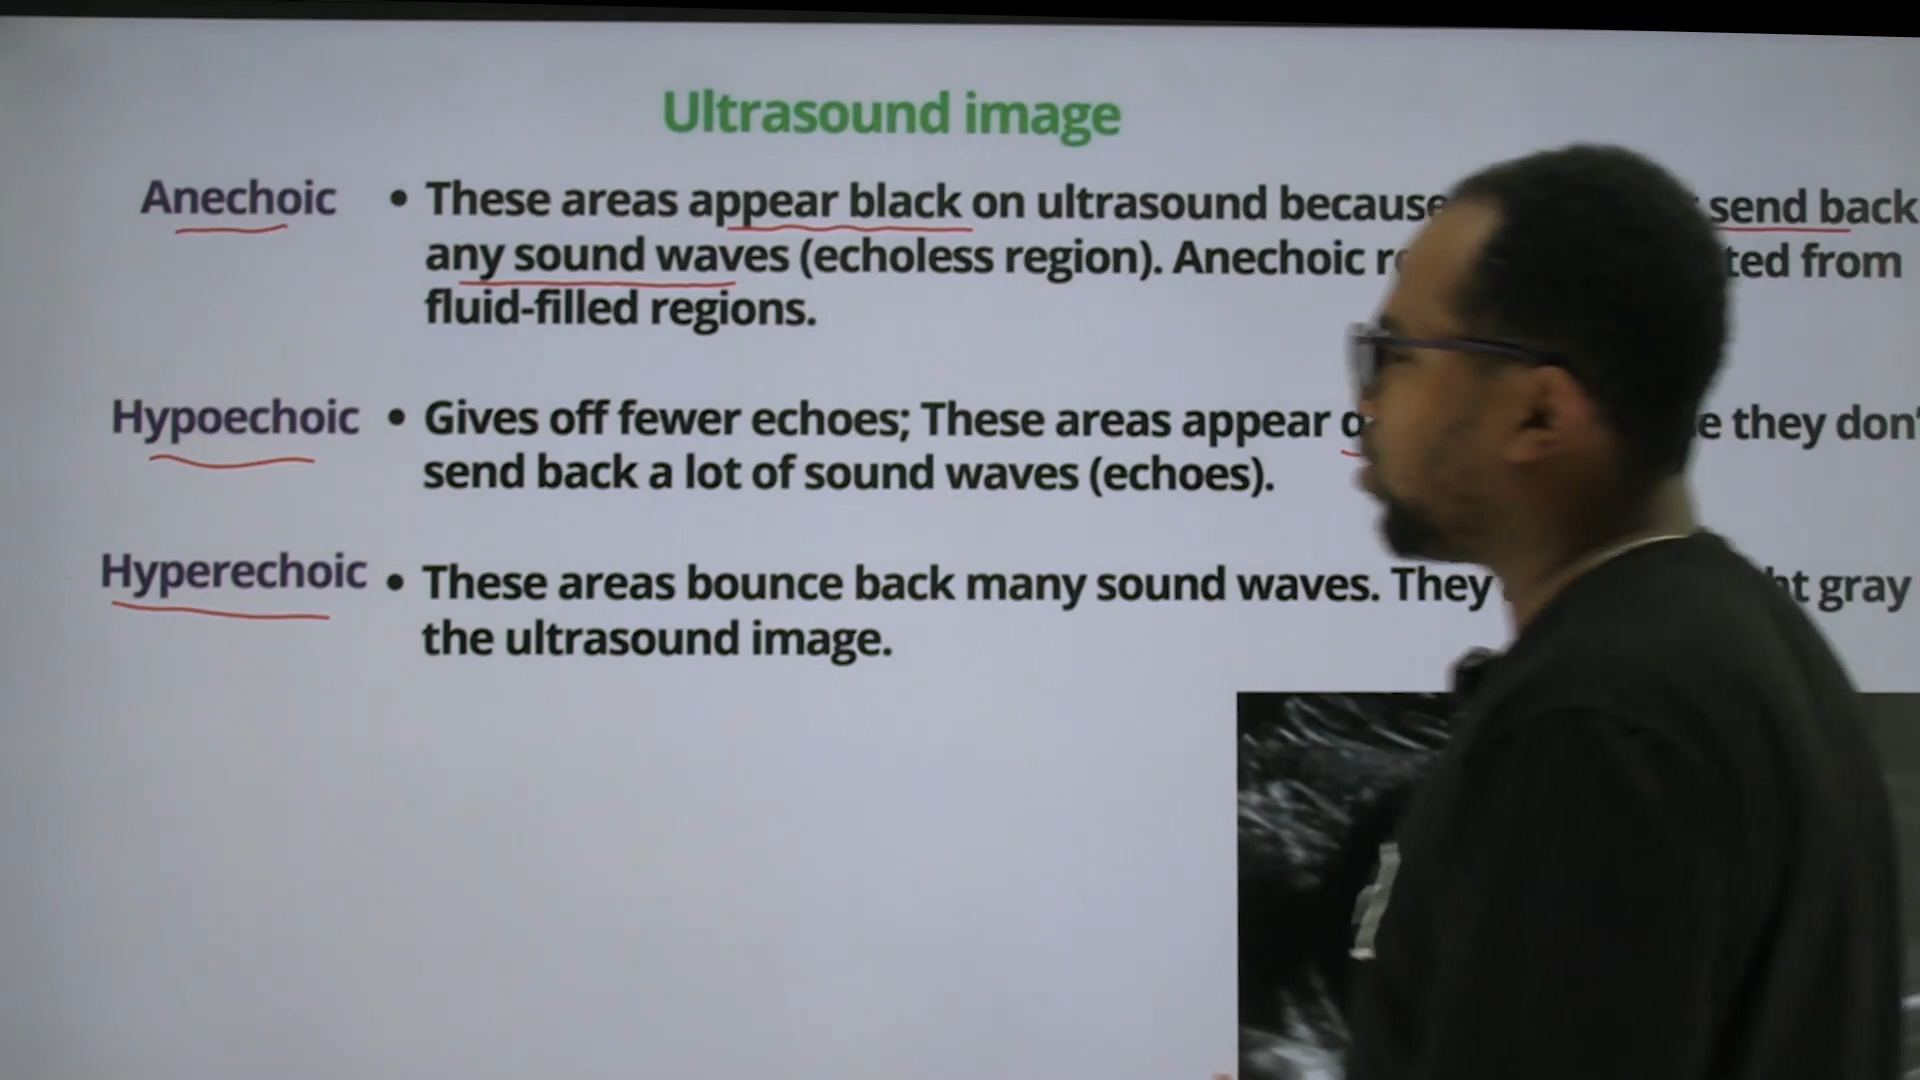 Ultrasound image
Anechoic
• These areas appear black on ultrasound because send back
any sound waves (echoless region). Anechoic from
fluid-filled regions.
Hypoechoic
• Gives off fewer echoes; These areas appear they don't
send back a lot of sound waves (echoes).
Hyperechoic
• These areas bounce back many sound waves. They gray
the ultrasound image.